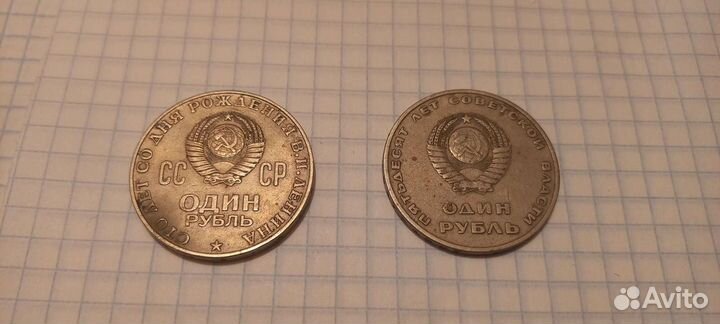 СТО ЛЕТ СО ДНЯ РОЖДЕНИЯ В.И. ЛЕНИНА
СС СР
ОДИН
РУБЛЬ
ПЯТЬДЕСЯТ ЛЕТ СОВЕТСКОЙ ВЛАСТИ
ОДИН
РУБЛЬ
Avito